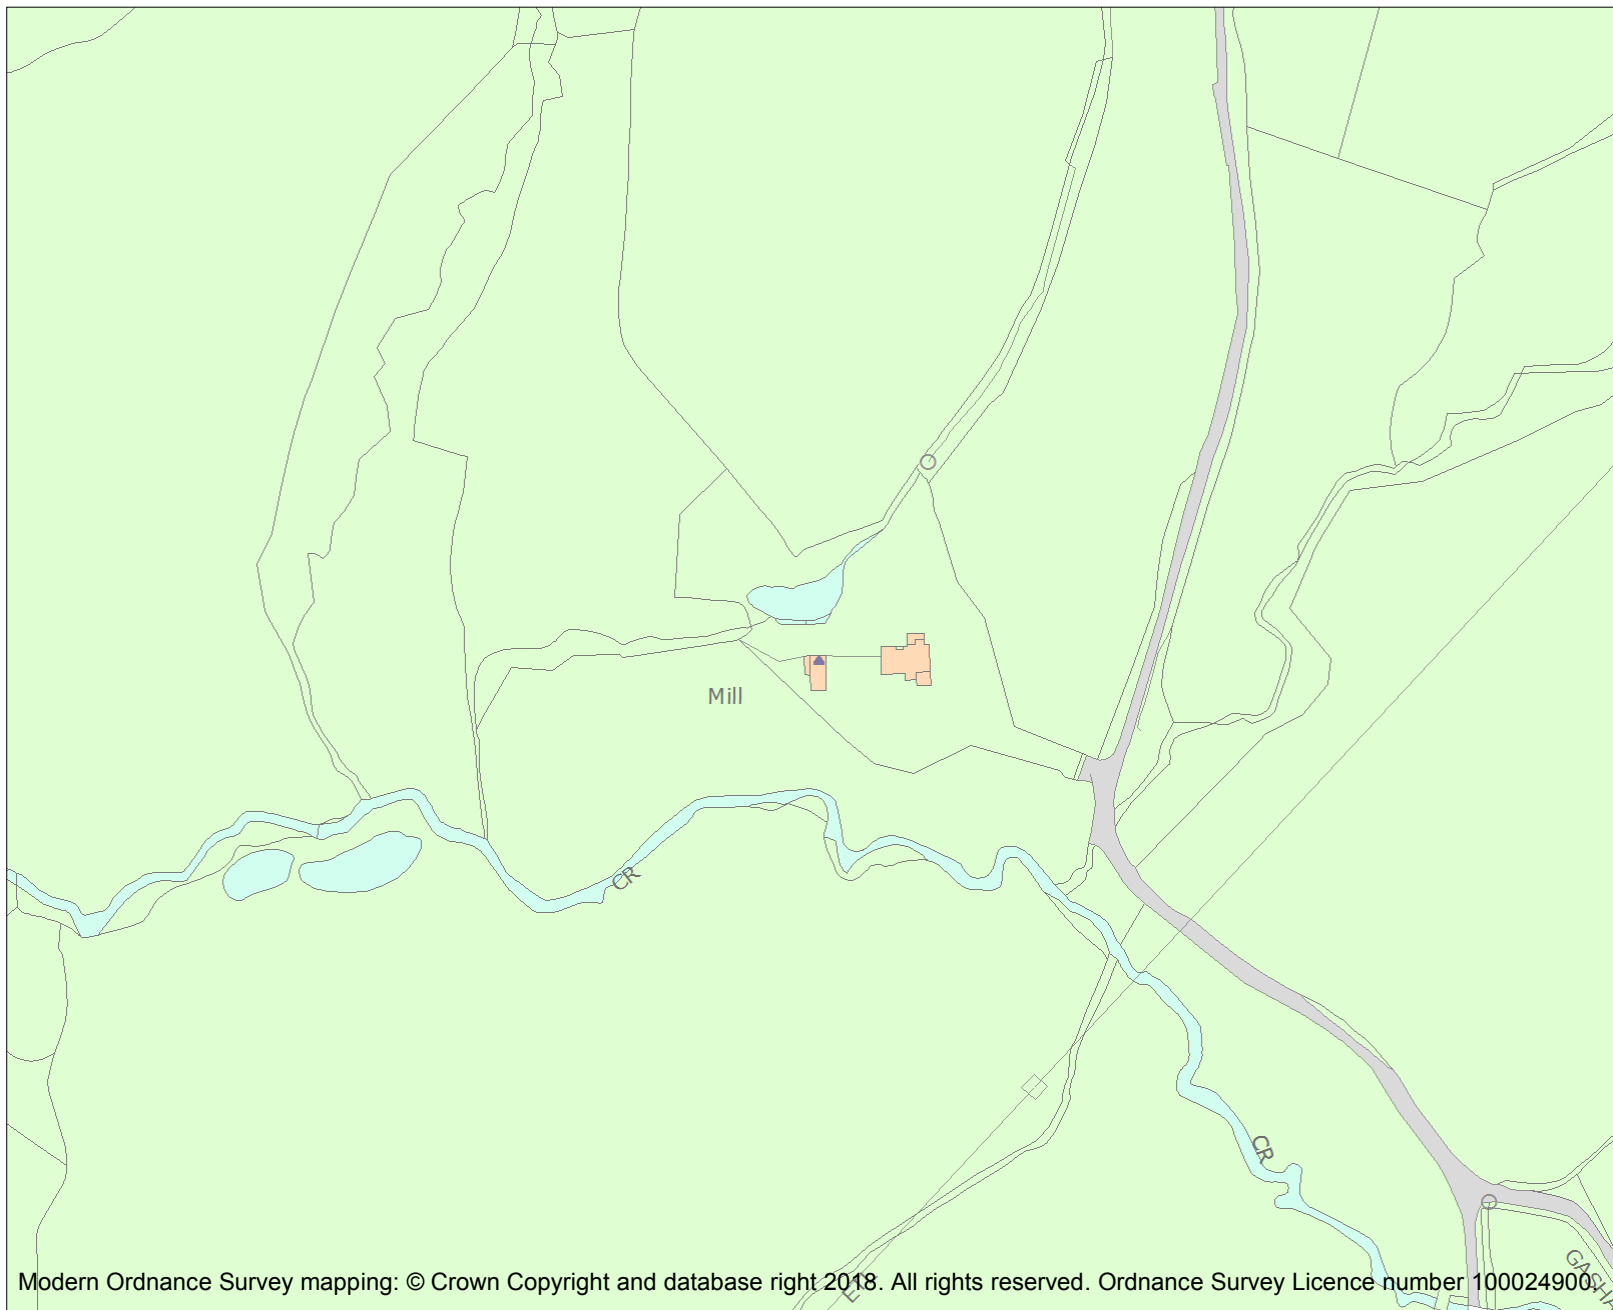 Mill
CR
CR
Modern Ordnance Survey mapping: © Crown Copyright and database right 2018. All rights reserved. Ordnance Survey Licence number 100024900.